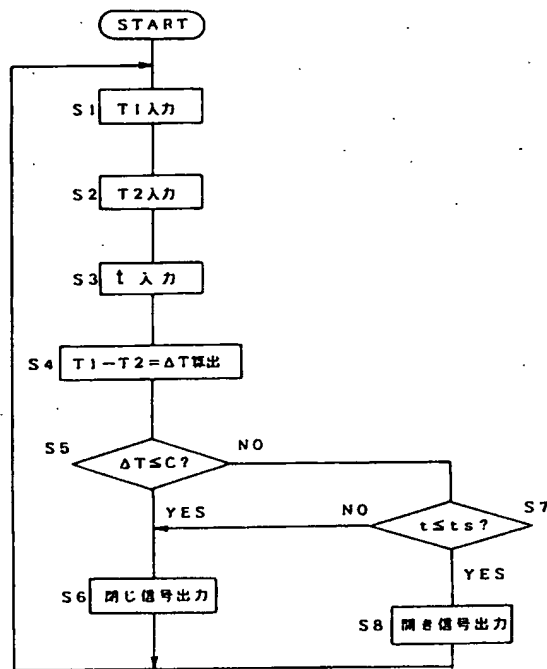 START
S1 T1入力
S2 T2入力
S3 t 入力
S4 T1－T2＝ΔT算出
S5 ΔT≦C?
NO
YES
NO
t≦ts?
S7
YES
S6 閉じ信号出力
S8 開き信号出力